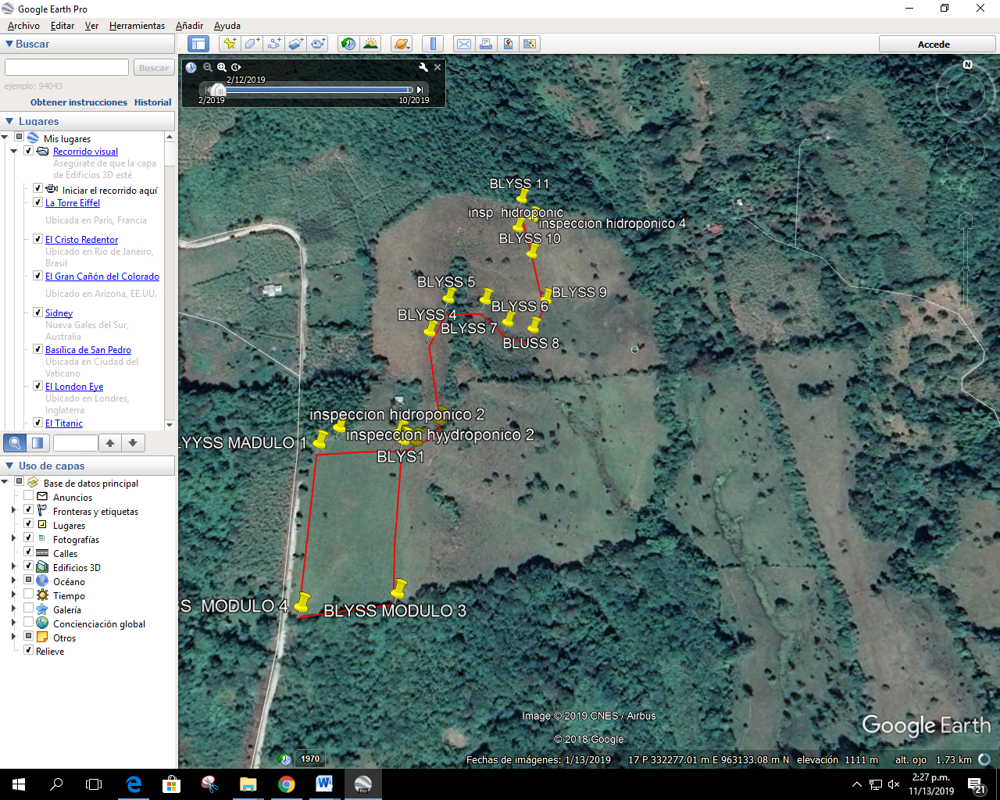 Google Earth Pro
Archivo Editar Ver Herramientas Añadir Ayuda
Buscar
Buscar
ejemplo: 94043
Obtener instrucciones Historial
Lugares
Mis lugares
Recorrido visual
Asegúrate de que la capa
de Edificios 3D esté
Iniciar el recorrido aquí
La Torre Eiffel
Ubicada en Paris, Francia
El Cristo Redentor
Ubicado en Rio de Janeiro,
Brasil
El Gran Cañón del Colorado
Ubicado en Arizona, EE.UU.
Sidney
Nueva Gales del Sur,
Australia
Basílica de San Pedro
Ubicada en Ciudad del
Vaticano
El London Eye
Ubicado en Londres,
Inglaterra
El Titanic
Uso de capas
Base de datos principal
Anuncios
Fronteras y etiquetas
Lugares
Fotografías
Calles
Edificios 3D
Océano
Tiempo
Galería
Concienciación global
Otros
Relieve
Accede
2/12/2019
2/2019 10/2019
N
BLYSS 11
insp hidroponic
inspeccion hidroponico 4
BLYSS 10
BLYSS 5
BLYSS 9
BLYSS 6
BLYSS 4
BLYSS 7
BLUSS 8
inspeccion hidroponico 2
inspeccion hyydroponico 2
LYYSS MADULO 1
BLYS1
SS MODULO 4
BLYSS MODULO 3
Image © 2019 CNES / Airbus
© 2018 Google
Google Earth
1970
Fechas de imágenes: 1/13/2019 17 P 332277.01 m E 963133.08 m N elevación 1111 m alt. ojo 1.73 km
2:27 p.m.
11/13/2019
21